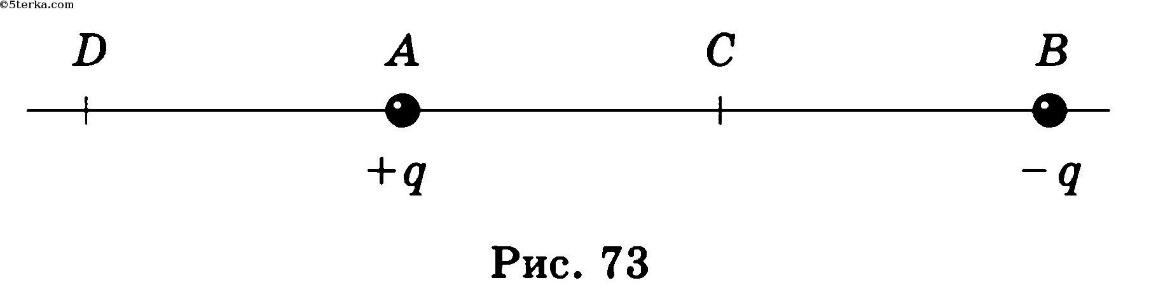 ©5terka.com
D A C B
+q −q
Рис. 73